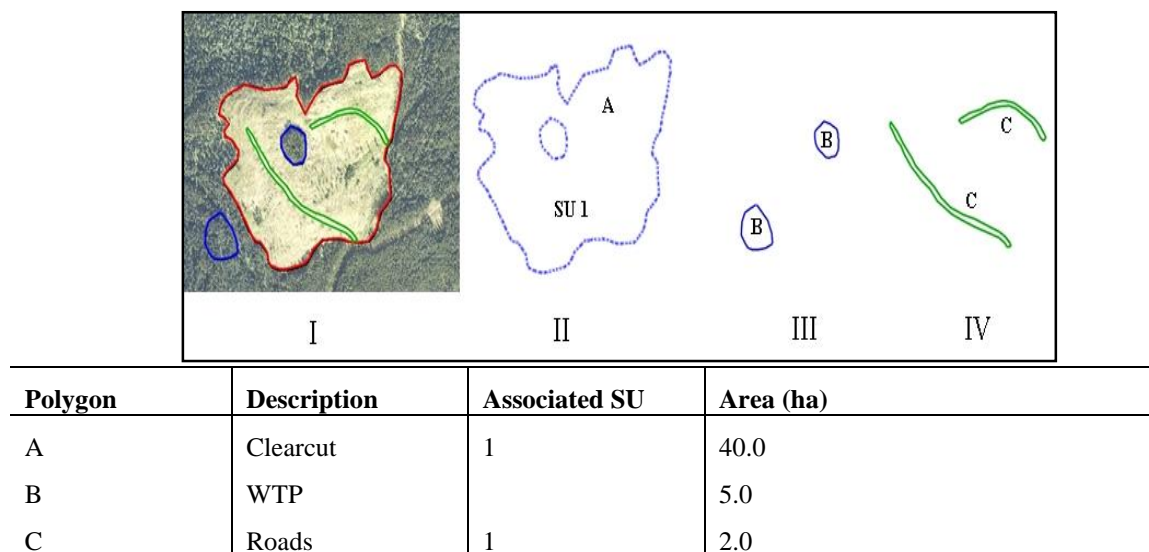 A
SU 1
B
B
C
C
I II III IV
Polygon Description Associated SU Area (ha)
A Clearcut 1 40.0
B WTP 5.0
C Roads 1 2.0